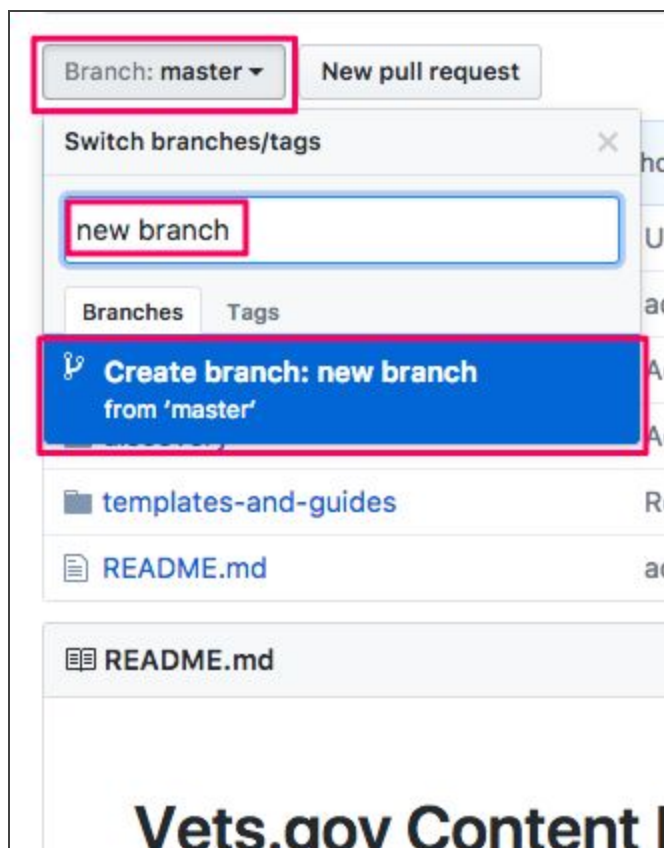 Branch: master
New pull request
Switch branches/tags
new branch
Branches
Tags
Create branch: new branch
from ‘master’
templates-and-guides
README.md
README.md
Vets.gov Content